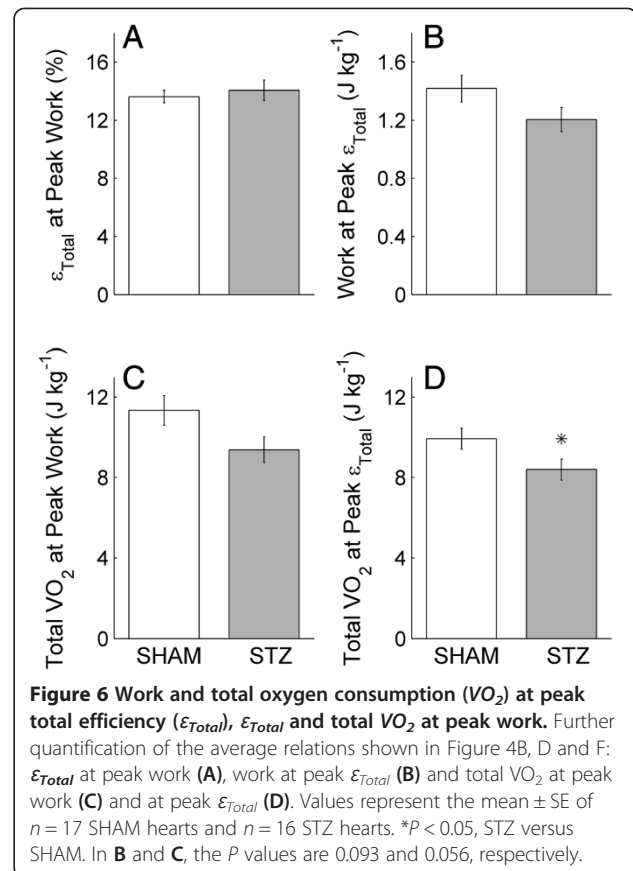 A
16
12
8
4
0
ε_Total at Peak Work (%)
B
1.6
1.2
0.8
0.4
0
Work at Peak ε_Total (J kg⁻¹)
C
12
8
4
0
Total VO₂ at Peak Work (J kg⁻¹)
SHAM STZ
D
12
8
4
0
Total VO₂ at Peak ε_Total (J kg⁻¹)
*
SHAM STZ
Figure 6 Work and total oxygen consumption (VO₂) at peak
total efficiency (ε_Total), ε_Total and total VO₂ at peak work. Further
quantification of the average relations shown in Figure 4B, D and F:
ε_Total at peak work (A), work at peak ε_Total (B) and total VO₂ at peak
work (C) and at peak ε_Total (D). Values represent the mean ± SE of
n = 17 SHAM hearts and n = 16 STZ hearts. *P < 0.05, STZ versus
SHAM. In B and C, the P values are 0.093 and 0.056, respectively.